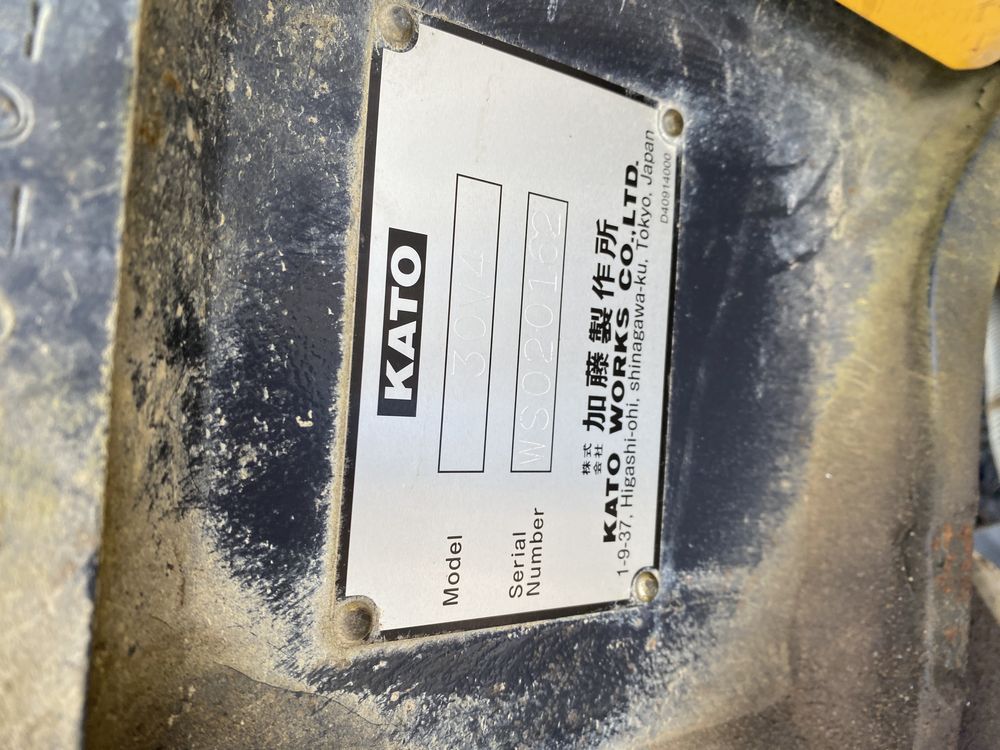 KATO
Model 30V4
Serial Number WS020162
株式会社 加藤製作所
KATO WORKS CO.,LTD.
1-9-37, Higashi-ohi, shinagawa-ku, Tokyo, Japan
D40914000